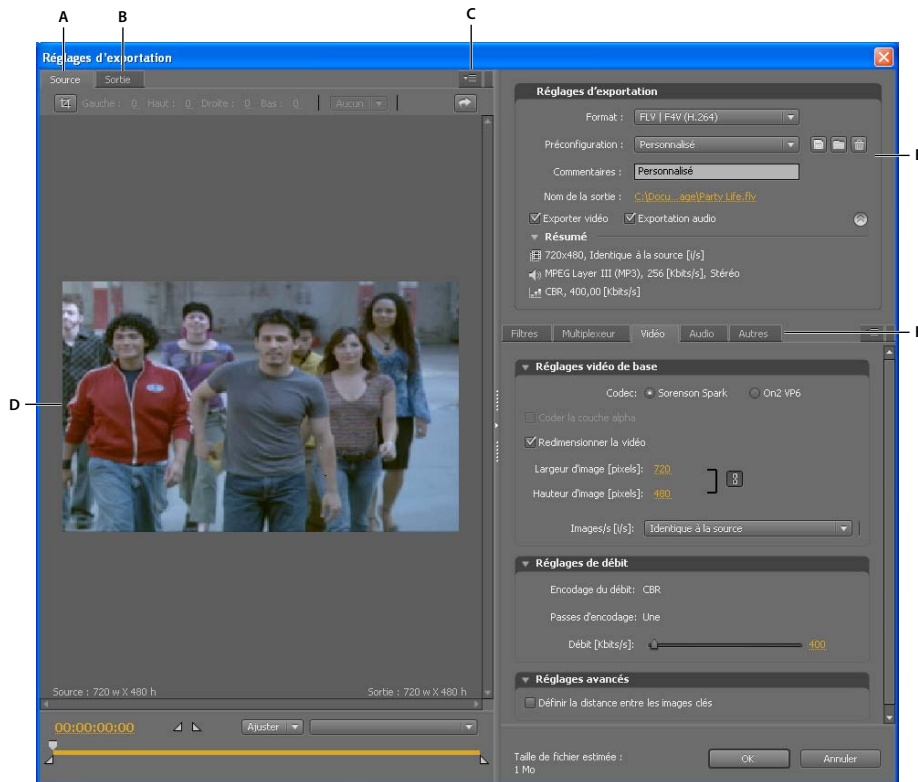 A
B
C
Réglages d'exportation
Source
Sortie
Gauche : 0 Haut : 0 Droite : 0 Bas : 0
Aucun
Réglages d'exportation
Format : FLV | F4V (H.264)
Préconfiguration : Personnalisé
Commentaires : Personnalisé
Nom de la sortie : C:\Docu...age\Party Life.flv
Exporter vidéo
Exportation audio
Résumé
720x480, Identique à la source [i/s]
MPEG Layer III (MP3), 256 [Kbits/s], Stéréo
CBR, 400,00 [Kbits/s]
Filtres
Multiplexeur
Vidéo
Audio
Autres
D
Réglages vidéo de base
Codec: Sorenson Spark
On2 VP6
Coder la couche alpha
Redimensionner la vidéo
Largeur d'image [pixels]: 720
Hauteur d'image [pixels]: 480
Images/s [i/s]: Identique à la source
Réglages de débit
Encodage du débit: CBR
Passes d'encodage: Une
Débit [Kbits/s]: 400
Réglages avancés
Définir la distance entre les images clés
Source : 720 w X 480 h
Sortie : 720 w X 480 h
00:00:00:00
Ajuster
Taille de fichier estimée :
1 Mo
OK
Annuler